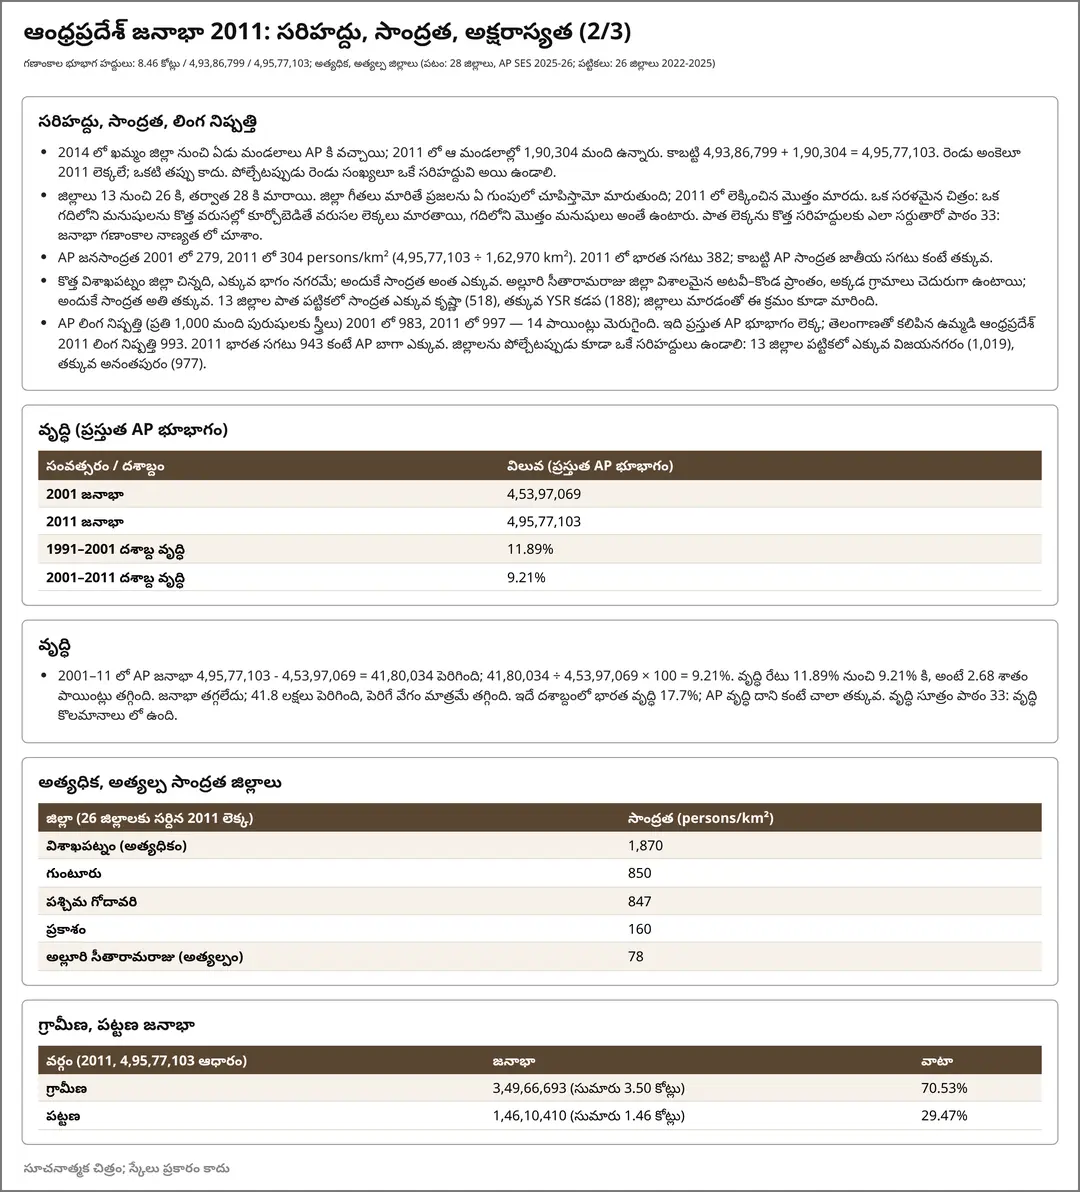 ఆంధ్రప్రదేశ్ జనాభా 2011: సరిహద్దు, సాంద్రత, అక్షరాస్యత (2/3)
గణాంకాల భూభాగ హద్దులు: 8.46 కోట్లు / 4,93,86,799 / 4,95,77,103; అత్యధిక, అత్యల్ప జిల్లాలు (పటం: 28 జిల్లాలు, AP SES 2025-26; పట్టికలు: 26 జిల్లాలు 2022-2025)
సరిహద్దు, సాంద్రత, లింగ నిష్పత్తి
• 2014 లో ఖమ్మం జిల్లా నుంచి ఏడు మండలాలు AP కి వచ్చాయి; 2011 లో ఆ మండలాల్లో 1,90,304 మంది ఉన్నారు. కాబట్టి 4,93,86,799 + 1,90,304 = 4,95,77,103. రెండు అంకెలూ
2011 లెక్కలే; ఒకటి తప్పు కాదు. పోల్చేటప్పుడు రెండు సంఖ్యలూ ఒకే సరిహద్దువి అయి ఉండాలి.
• జిల్లాలు 13 నుంచి 26 కి, తర్వాత 28 కి మారాయి. జిల్లా గీతలు మారితే ప్రజలను ఏ గుంపులో చూపిస్తామో మారుతుంది; 2011 లో లెక్కించిన మొత్తం మారదు. ఒక సరళమైన చిత్రం: ఒక
గదిలోని మనుషులను కొత్త వరుసల్లో కూర్చోబెడితే వరుసల లెక్కలు మారతాయి, గదిలోని మొత్తం మనుషులు అంతే ఉంటారు. పాత లెక్కను కొత్త సరిహద్దులకు ఎలా సర్దుతారో పాఠం 33:
జనాభా గణాంకాల నాణ్యత లో చూశాం.
• AP జనసాంద్రత 2001 లో 279, 2011 లో 304 persons/km² (4,95,77,103 ÷ 1,62,970 km²). 2011 లో భారత సగటు 382; కాబట్టి AP సాంద్రత జాతీయ సగటు కంటే తక్కువ.
• కొత్త విశాఖపట్నం జిల్లా చిన్నది, ఎక్కువ భాగం నగరమే; అందుకే సాంద్రత అంత ఎక్కువ. అల్లూరి సీతారామరాజు జిల్లా విశాలమైన అటవీ–కొండ ప్రాంతం, అక్కడ గ్రామాలు చెదురుగా ఉంటాయి;
అందుకే సాంద్రత అతి తక్కువ. 13 జిల్లాల పాత పట్టికలో సాంద్రత ఎక్కువ కృష్ణా (518), తక్కువ YSR కడప (188); జిల్లాలు మారడంతో ఈ క్రమం కూడా మారింది.
• AP లింగ నిష్పత్తి (ప్రతి 1,000 మంది పురుషులకు స్త్రీలు) 2001 లో 983, 2011 లో 997 — 14 పాయింట్లు మెరుగైంది. ఇది ప్రస్తుత AP భూభాగం లెక్క; తెలంగాణతో కలిపిన ఉమ్మడి ఆంధ్రప్రదేశ్
2011 లింగ నిష్పత్తి 993. 2011 భారత సగటు 943 కంటే AP బాగా ఎక్కువ. జిల్లాలను పోల్చేటప్పుడు కూడా ఒకే సరిహద్దులు ఉండాలి: 13 జిల్లాల పట్టికలో ఎక్కువ విజయనగరం (1,019),
తక్కువ అనంతపురం (977).
వృద్ధి (ప్రస్తుత AP భూభాగం)
సంవత్సరం / దశాబ్దం విలువ (ప్రస్తుత AP భూభాగం)
2001 జనాభా 4,53,97,069
2011 జనాభా 4,95,77,103
1991–2001 దశాబ్ద వృద్ధి 11.89%
2001–2011 దశాబ్ద వృద్ధి 9.21%
వృద్ధి
• 2001–11 లో AP జనాభా 4,95,77,103 - 4,53,97,069 = 41,80,034 పెరిగింది; 41,80,034 ÷ 4,53,97,069 × 100 = 9.21%. వృద్ధి రేటు 11.89% నుంచి 9.21% కి, అంటే 2.68 శాతం
పాయింట్లు తగ్గింది. జనాభా తగ్గలేదు; 41.8 లక్షలు పెరిగింది, పెరిగే వేగం మాత్రమే తగ్గింది. ఇదే దశాబ్దంలో భారత వృద్ధి 17.7%; AP వృద్ధి దాని కంటే చాలా తక్కువ. వృద్ధి సూత్రం పాఠం 33: వృద్ధి
కొలమానాలు లో ఉంది.
అత్యధిక, అత్యల్ప సాంద్రత జిల్లాలు
జిల్లా (26 జిల్లాలకు సర్దిన 2011 లెక్క) సాంద్రత (persons/km²)
విశాఖపట్నం (అత్యధికం) 1,870
గుంటూరు 850
పశ్చిమ గోదావరి 847
ప్రకాశం 160
అల్లూరి సీతారామరాజు (అత్యల్పం) 78
గ్రామీణ, పట్టణ జనాభా
వర్గం (2011, 4,95,77,103 ఆధారం) జనాభా వాటా
గ్రామీణ 3,49,66,693 (సుమారు 3.50 కోట్లు) 70.53%
పట్టణ 1,46,10,410 (సుమారు 1.46 కోట్లు) 29.47%
సూచనాత్మక చిత్రం; స్కేలు ప్రకారం కాదు